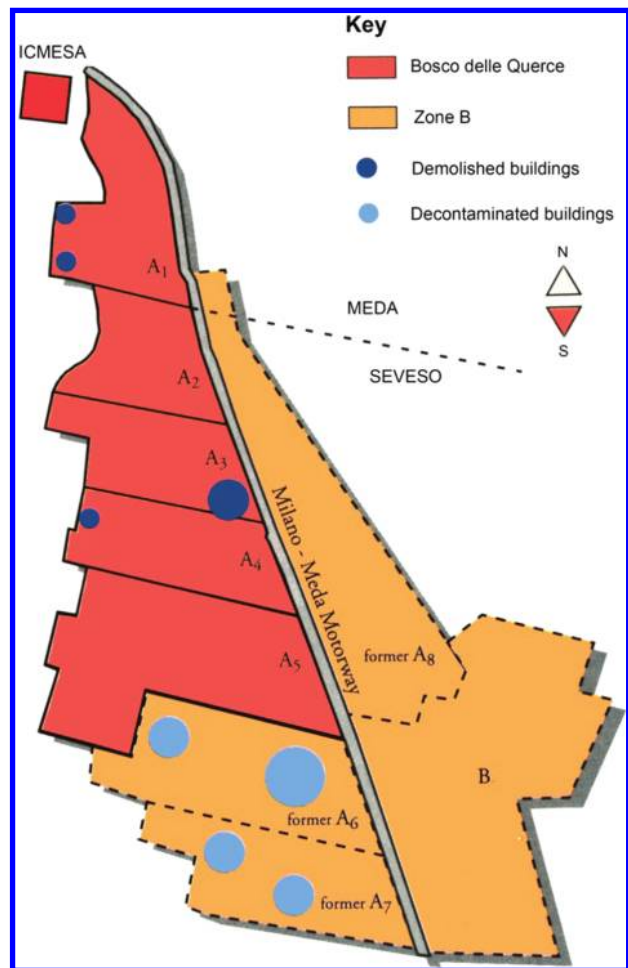 Key
ICMESA
Bosco delle Querce
Zone B
Demolished buildings
Decontaminated buildings
N
S
A1
MEDA
SEVESO
A2
A3
A4
Milano - Meda Motorway
A5
former A8
B
former A6
former A7